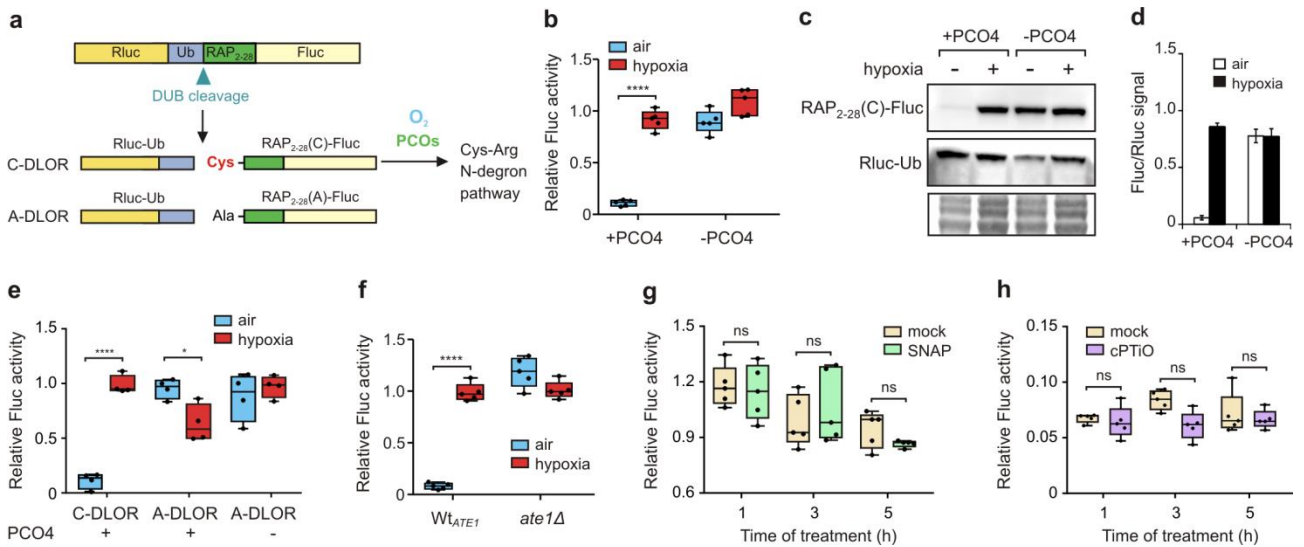 a
Rluc Ub RAP2-28 Fluc
DUB cleavage
Rluc-Ub
RAP2-28(C)-Fluc
O2
PCOs
C-DLOR
Cys
Cys-Arg
N-degron
pathway
Rluc-Ub
RAP2-28(A)-Fluc
A-DLOR
Ala
b
air
hypoxia
Relative Fluc activity
1.5
1.0
0.5
0
****
+PCO4 -PCO4
c
+PCO4 -PCO4
hypoxia - + - +
RAP2-28(C)-Fluc
Rluc-Ub
d
air
hypoxia
Fluc/Rluc signal
1.0
0.5
0.0
+PCO4 -PCO4
e
air
hypoxia
Relative Fluc activity
1.5
1.0
0.5
0
**** *
C-DLOR A-DLOR A-DLOR
PCO4 + + -
f
Relative Fluc activity
1.5
1.0
0.5
0
****
air
hypoxia
WtATE1 ate1Δ
g
mock
SNAP
Relative Fluc activity
1.5
1.2
0.9
0.6
ns ns ns
1 3 5
Time of treatment (h)
h
mock
cPTiO
Relative Fluc activity
0.15
0.10
0.05
0
ns ns ns
1 3 5
Time of treatment (h)